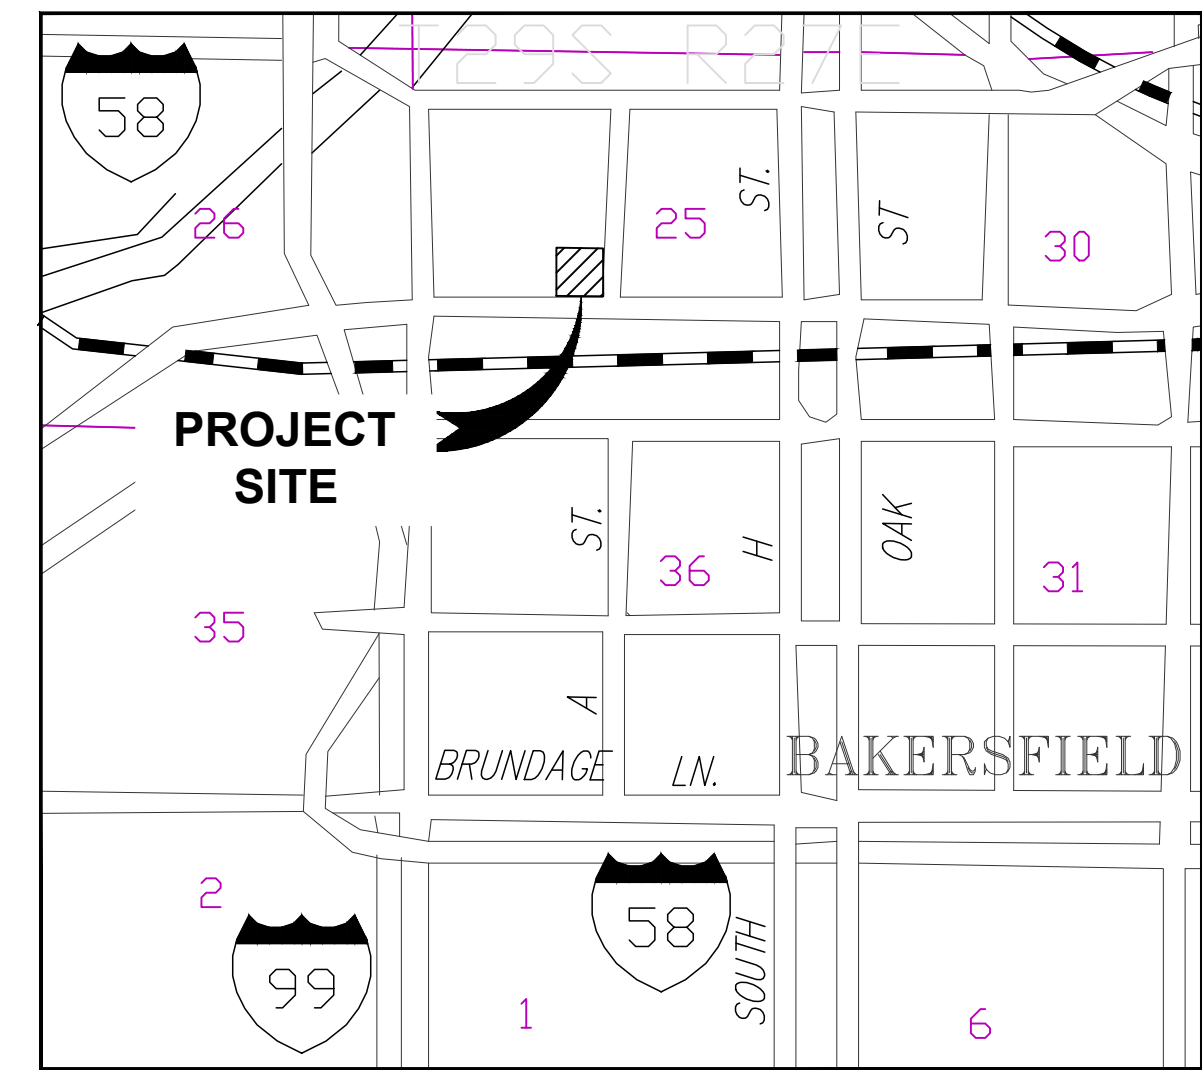 T29S R27E
58
26
25
ST.
ST
30
PROJECT
SITE
ST.
36
H
OAK
31
35
A
BRUNDAGE LN.
BAKERSFIELD
2
99
58
SOUTH
1
6